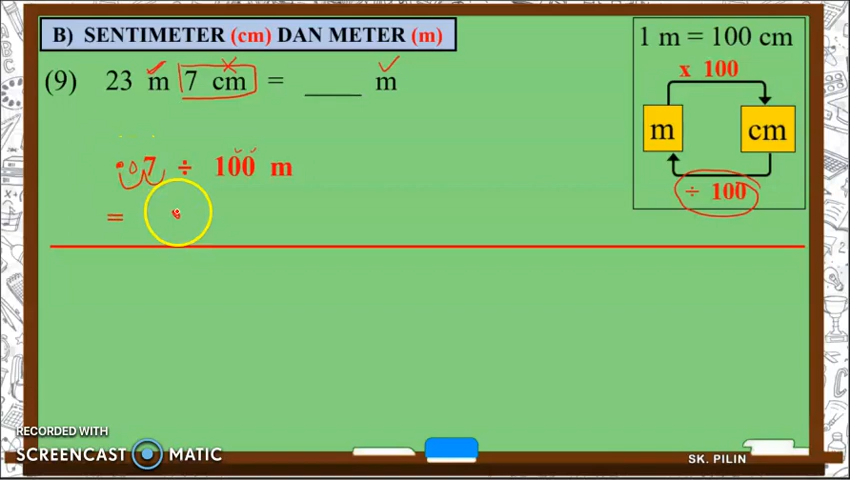 B) SENTIMETER (cm) DAN METER (m)
(9) 23 m 7 cm = ____ m
.07 ÷ 100 m
=
1 m = 100 cm
x 100
m
cm
÷ 100
RECORDED WITH
SCREENCAST MATIC
SK. PILIN